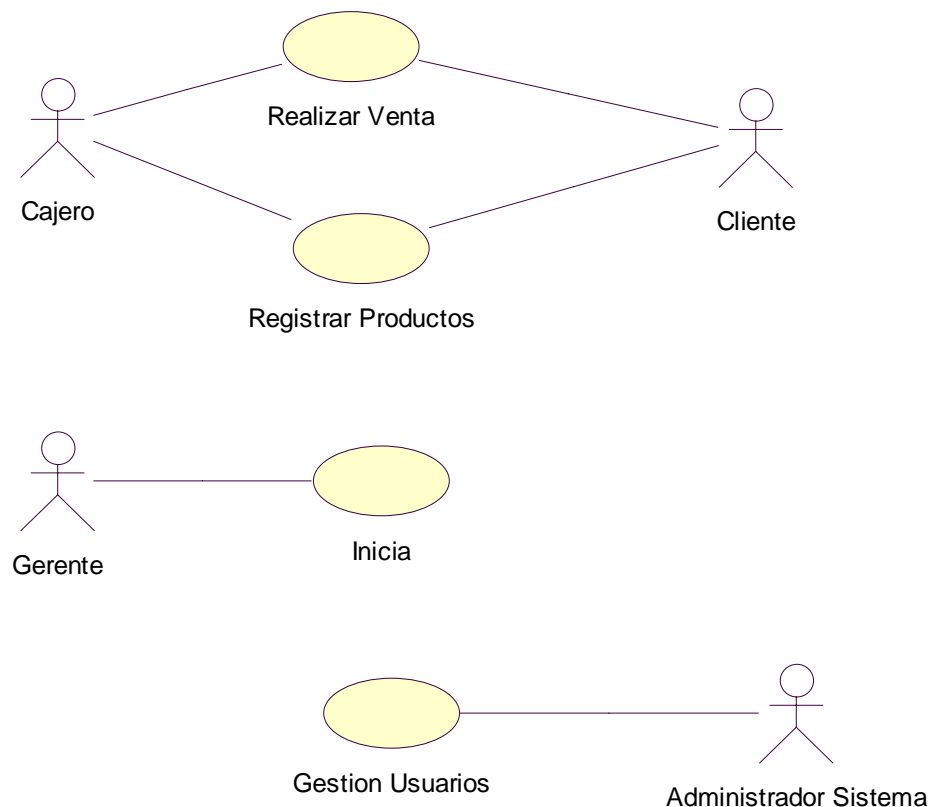 Realizar Venta
Cajero
Cliente
Registrar Productos
Gerente
Inicia
Gestion Usuarios
Administrador Sistema